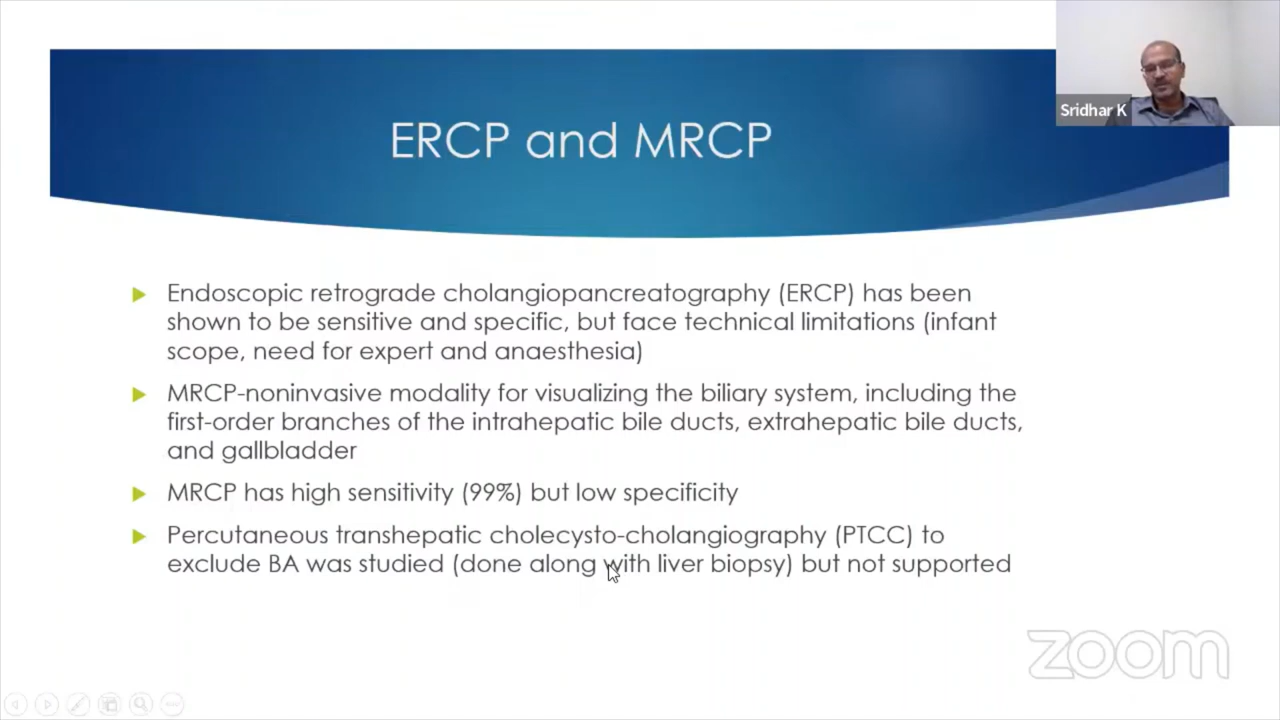 Sridhar K
ERCP and MRCP
Endoscopic retrograde cholangiopancreatography (ERCP) has been
shown to be sensitive and specific, but face technical limitations (infant
scope, need for expert and anaesthesia)
MRCP-noninvasive modality for visualizing the biliary system, including the
first-order branches of the intrahepatic bile ducts, extrahepatic bile ducts,
and gallbladder
MRCP has high sensitivity (99%) but low specificity
Percutaneous transhepatic cholecysto-cholangiography (PTCC) to
exclude BA was studied (done along with liver biopsy) but not supported
zoom